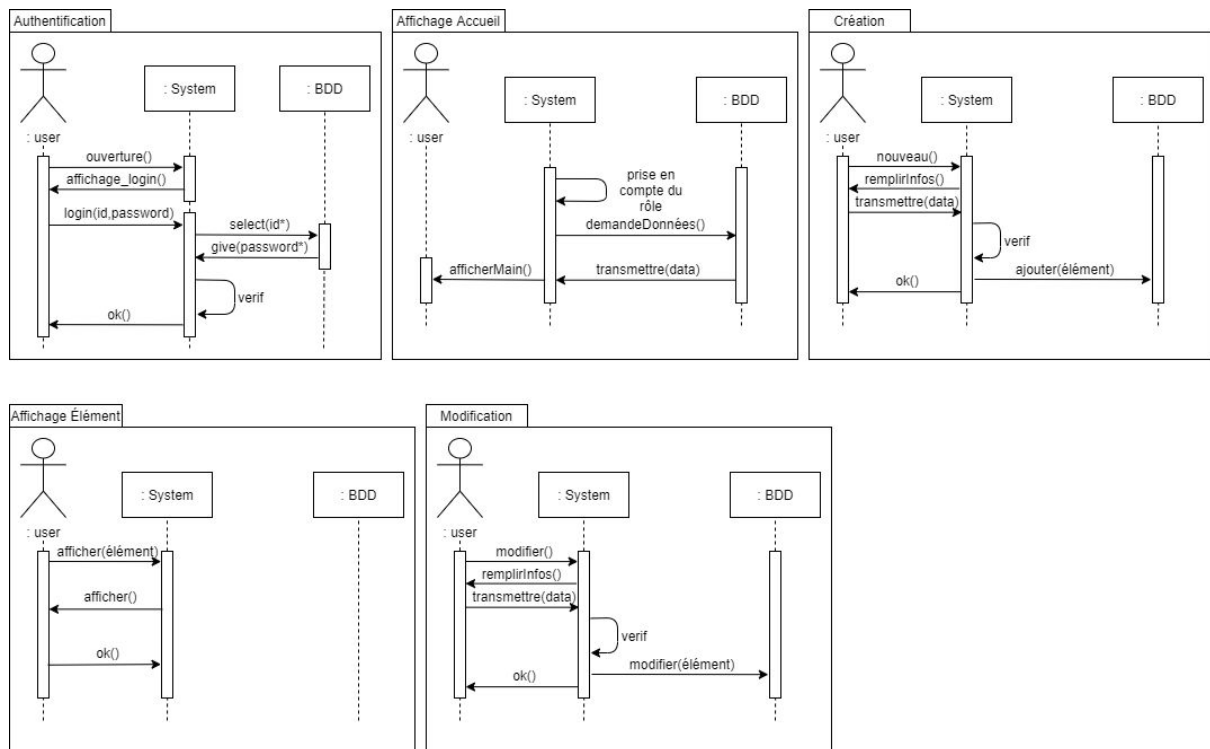 Authentification
: System
: BDD
: user
ouverture()
affichage_login()
login(id,password)
select(id*)
give(password*)
verif
ok()
Affichage Accueil
: System
: BDD
: user
prise en
compte du
rôle
demandeDonnées()
afficherMain()
transmettre(data)
Création
: System
: BDD
: user
nouveau()
remplirInfos()
transmettre(data)
verif
ajouter(élément)
ok()
Affichage Élément
: System
: BDD
: user
afficher(élément)
afficher()
ok()
Modification
: System
: BDD
: user
modifier()
remplirInfos()
transmettre(data)
verif
modifier(élément)
ok()